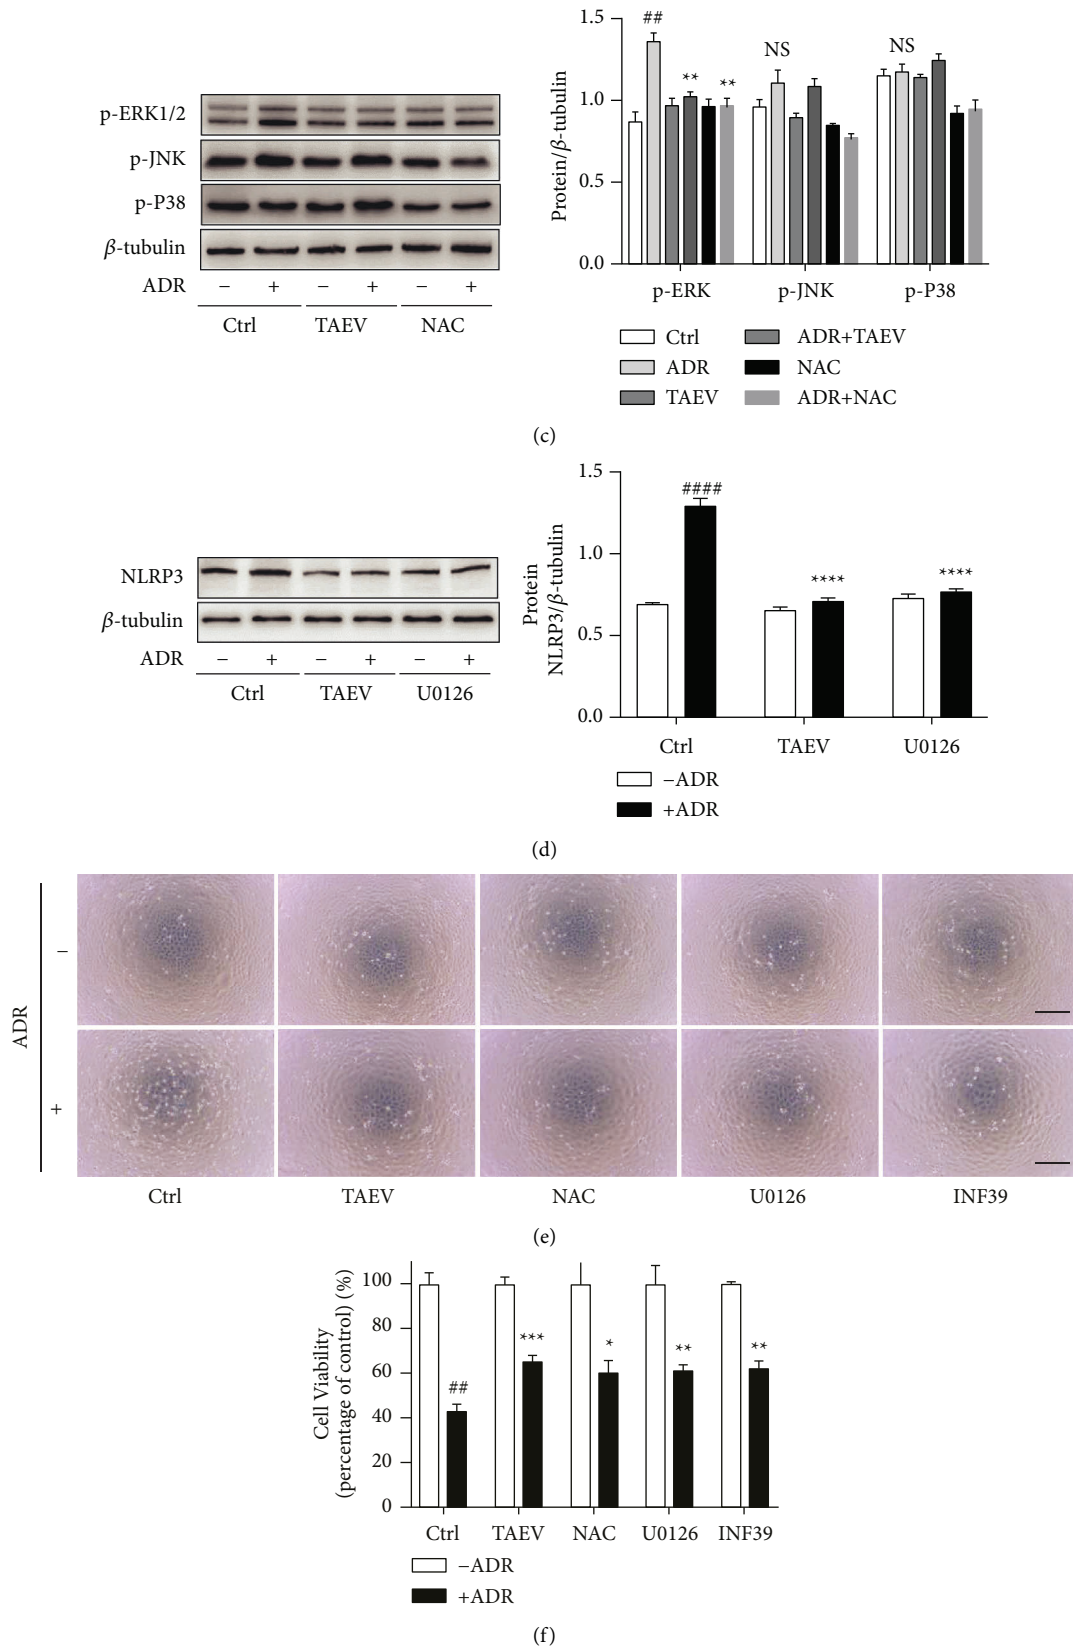 p-ERK1/2
p-JNK
p-P38
β-tubulin
ADR − + − + − +
Ctrl TAEV NAC
Protein/β-tubulin
1.5
1.0
0.5
0.0
##
**
**
NS
NS
p-ERK p-JNK p-P38
Ctrl ADR+TAEV
ADR NAC
TAEV ADR+NAC
(c)
NLRP3
β-tubulin
ADR − + − + − +
Ctrl TAEV U0126
Protein
NLRP3/β-tubulin
1.5
1.0
0.5
0.0
####
****
****
Ctrl TAEV U0126
−ADR
+ADR
(d)
ADR
−
+
Ctrl TAEV NAC U0126 INF39
(e)
Cell Viability
(percentage of control) (%)
100
80
60
40
20
0
##
***
*
**
**
Ctrl TAEV NAC U0126 INF39
−ADR
+ADR
(f)